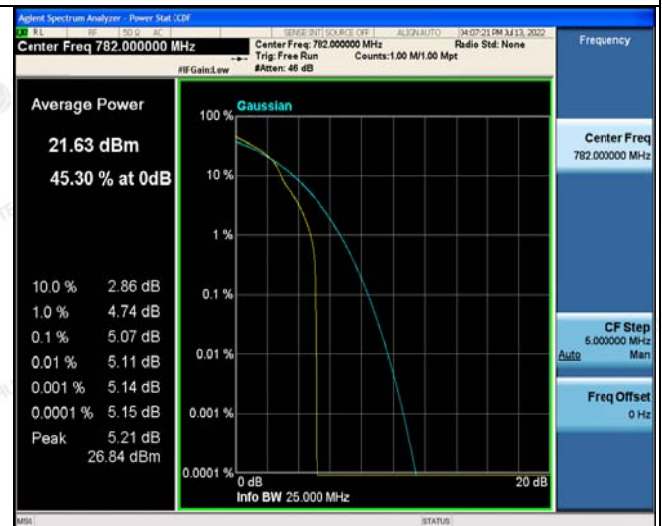 Agilent Spectrum Analyzer - Power Stat CCDF
RL RF 50 Ω AC SENSE:INT SOURCE OFF ALIGN AUTO 04:07:21 PM Jul 13, 2022
Center Freq 782.000000 MHz
Center Freq: 782.000000 MHz Radio Std: None
Trig: Free Run Counts:1.00 M/1.00 Mpt
#IFGain:Low #Atten: 46 dB
Frequency
Average Power
21.63 dBm
45.30 % at 0dB
10.0 % 2.86 dB
1.0 % 4.74 dB
0.1 % 5.07 dB
0.01 % 5.11 dB
0.001 % 5.14 dB
0.0001 % 5.15 dB
Peak 5.21 dB
26.84 dBm
Gaussian
100 %
10 %
1 %
0.1 %
0.01 %
0.001 %
0.0001 %
0 dB 20 dB
Info BW 25.000 MHz
Center Freq
782.000000 MHz
CF Step
5.000000 MHz
Auto Man
Freq Offset
0 Hz
MSG STATUS